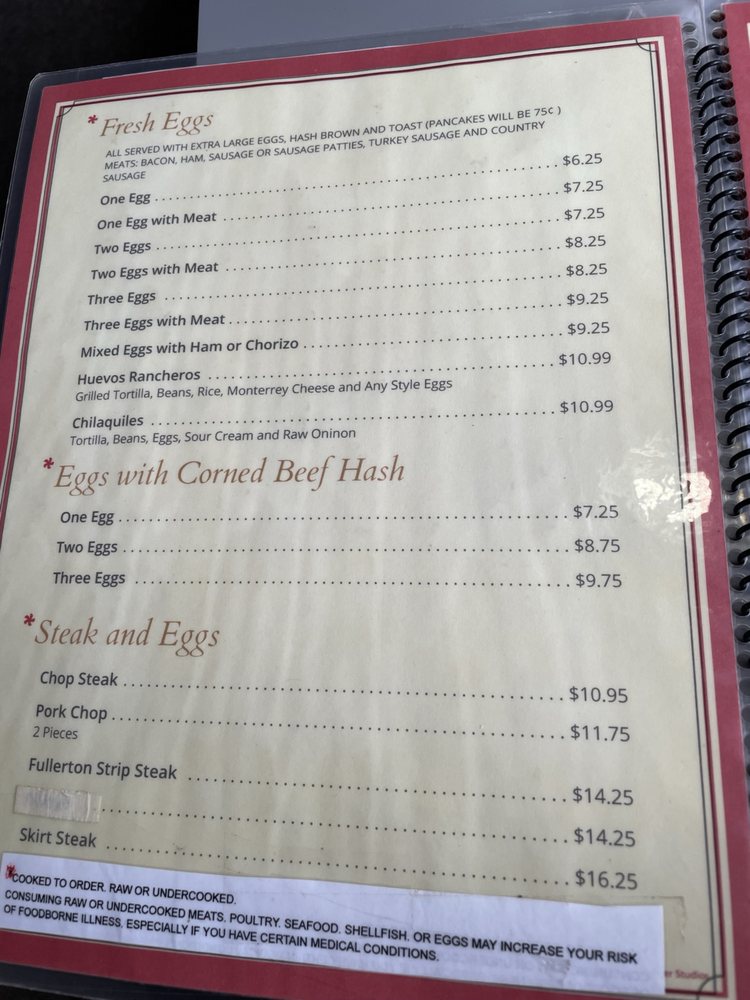 *Fresh Eggs
ALL SERVED WITH EXTRA LARGE EGGS, HASH BROWN AND TOAST (PANCAKES WILL BE 75¢ )
MEATS: BACON, HAM, SAUSAGE OR SAUSAGE PATTIES, TURKEY SAUSAGE AND COUNTRY
SAUSAGE
One Egg $6.25
One Egg with Meat $7.25
Two Eggs $7.25
Two Eggs with Meat $8.25
Three Eggs $8.25
Three Eggs with Meat $9.25
Mixed Eggs with Ham or Chorizo $9.25
Huevos Rancheros $10.99
Grilled Tortilla, Beans, Rice, Monterrey Cheese and Any Style Eggs
Chilaquiles $10.99
Tortilla, Beans, Eggs, Sour Cream and Raw Oninon
*Eggs with Corned Beef Hash
One Egg $7.25
Two Eggs $8.75
Three Eggs $9.75
*Steak and Eggs
Chop Steak $10.95
Pork Chop $11.75
2 Pieces
Fullerton Strip Steak $14.25
$14.25
Skirt Steak $16.25
*COOKED TO ORDER. RAW OR UNDERCOOKED.
CONSUMING RAW OR UNDERCOOKED MEATS. POULTRY. SEAFOOD. SHELLFISH. OR EGGS MAY INCREASE YOUR RISK
OF FOODBORNE ILLNESS. ESPECIALLY IF YOU HAVE CERTAIN MEDICAL CONDITIONS.
Studios